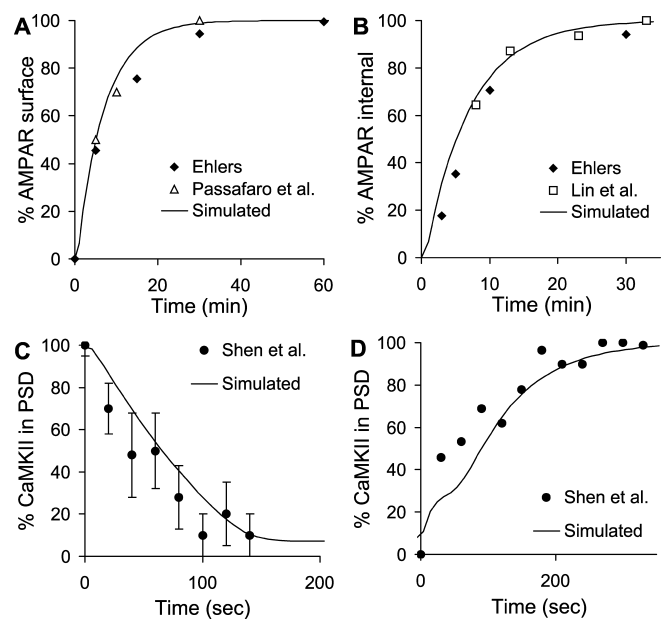 A
% AMPAR surface
100
80
60
40
20
0
Ehlers
Passafaro et al.
Simulated
0 20 40 60
Time (min)
B
% AMPAR internal
100
80
60
40
20
0
Ehlers
Lin et al.
Simulated
0 10 20 30
Time (min)
C
% CaMKII in PSD
100
80
60
40
20
0
Shen et al.
Simulated
0 100 200
Time (sec)
D
% CaMKII in PSD
100
80
60
40
20
0
Shen et al.
Simulated
0 200
Time (sec)